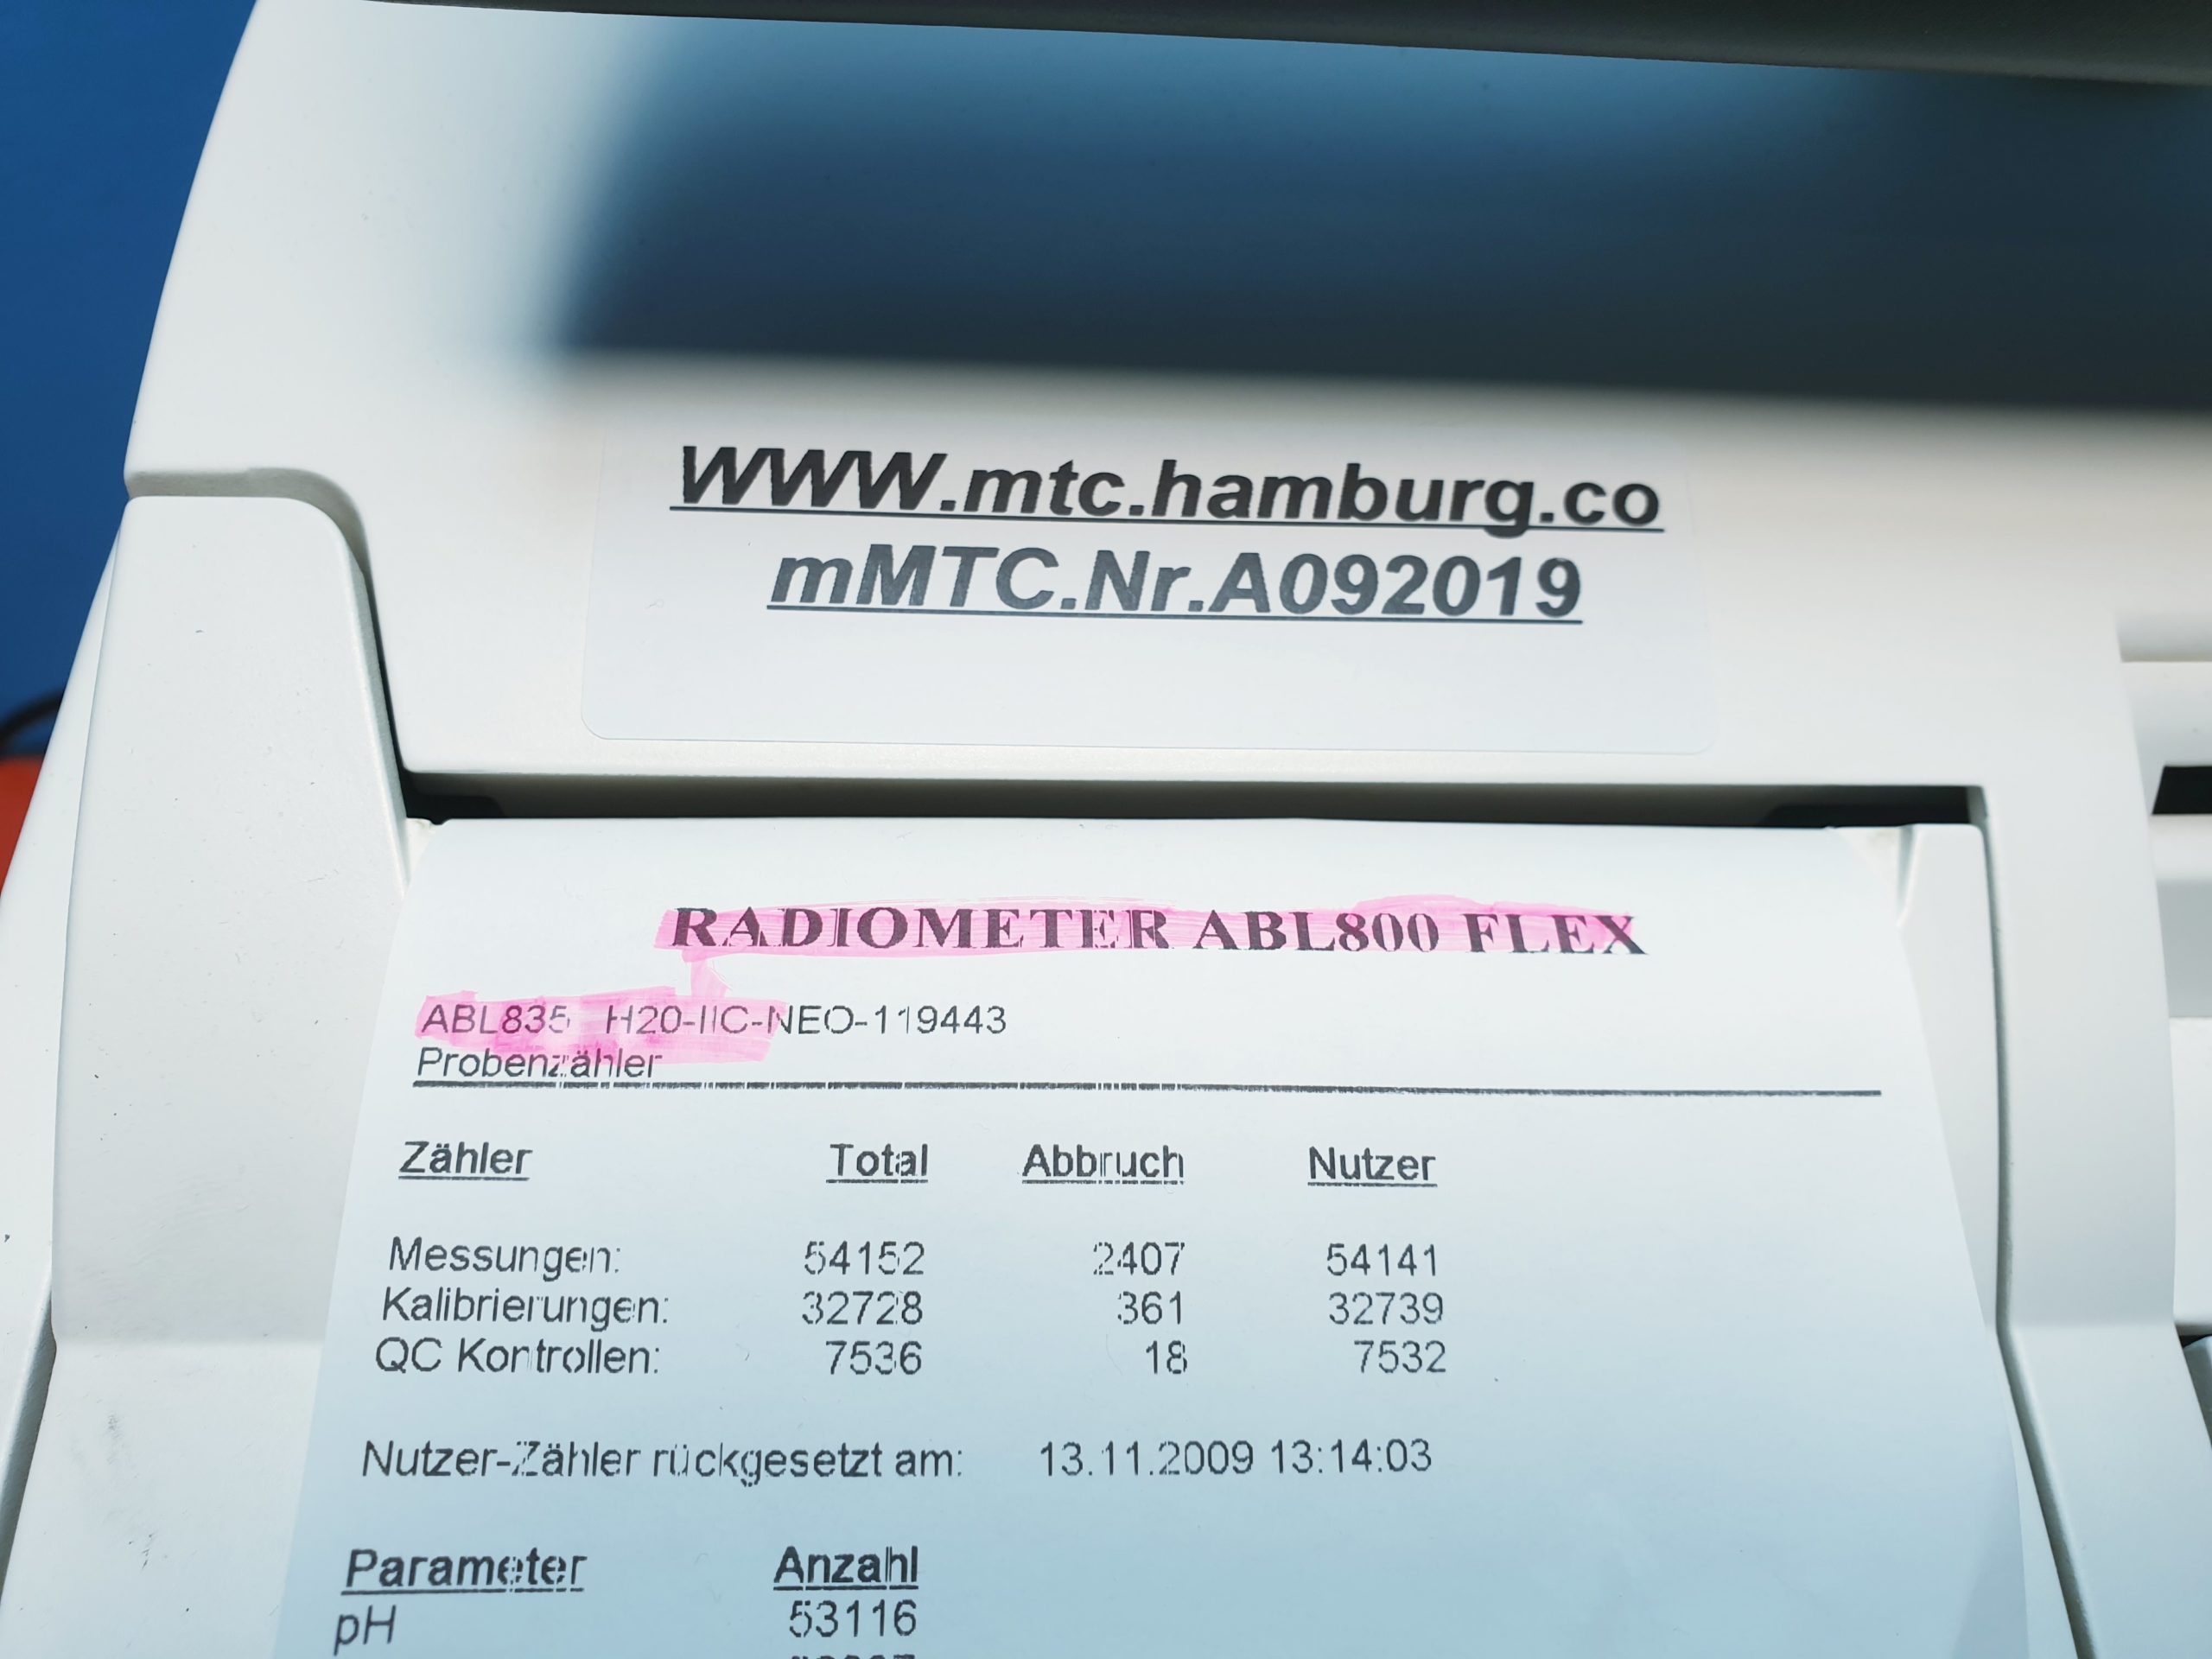 WWW.mtc.hamburg.co
mMTC.Nr.A092019
RADIOMETER ABL800 FLEX
ABL835 H20-IIC-NEO-119443
Probenzähler
Zähler Total Abbruch Nutzer
Messungen: 54152 2407 54141
Kalibrierungen: 32728 361 32739
QC Kontrollen: 7536 18 7532
Nutzer-Zähler rückgesetzt am: 13.11.2009 13:14:03
Parameter Anzahl
pH 53116